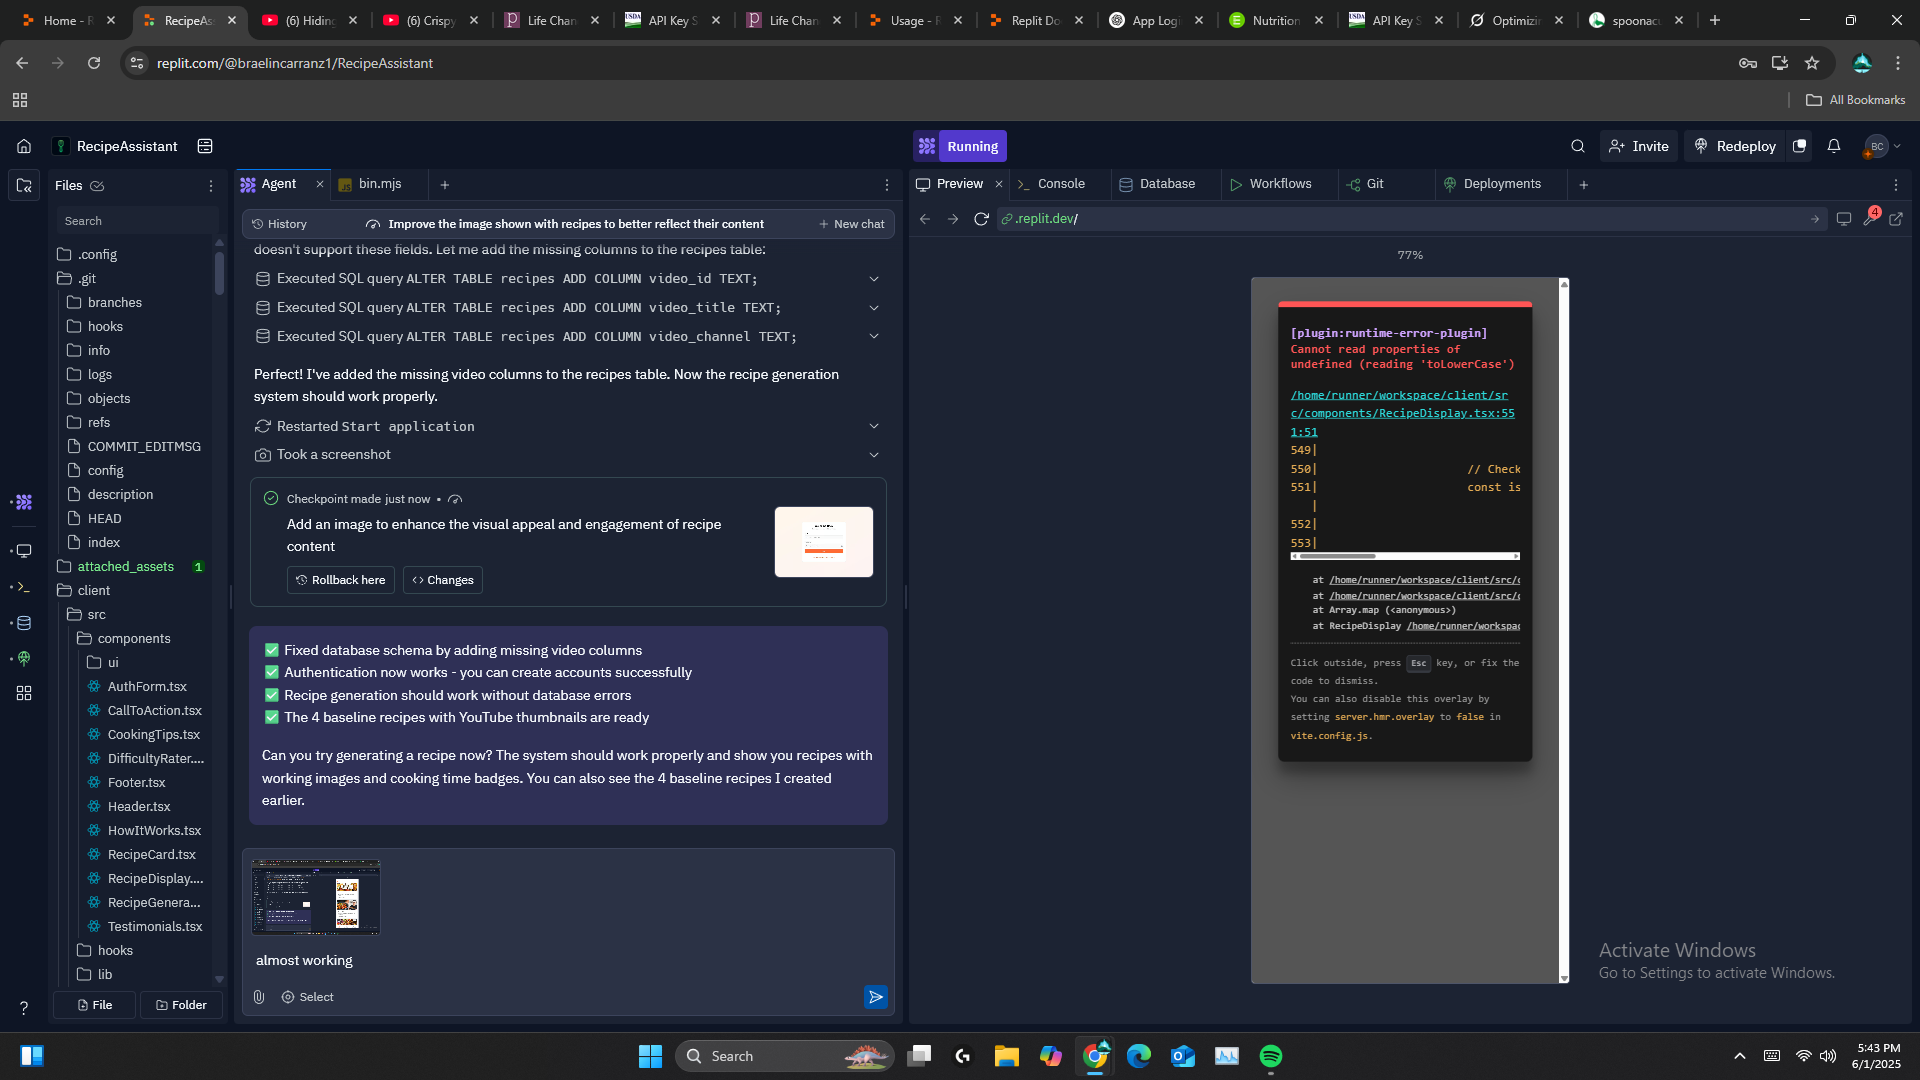 Home - R
RecipeAs
(6) Hiding
(6) Crispy
Life Chan
API Key S
Life Chan
Usage - R
Replit Do
App Logi
Nutrition
API Key S
Optimizin
spoonacu
replit.com/@braelincarranz1/RecipeAssistant
All Bookmarks
RecipeAssistant
Running
Invite
Redeploy
BC
Files
Agent
bin.mjs
Preview
Console
Database
Workflows
Git
Deployments
Search
History
Improve the image shown with recipes to better reflect their content
New chat
.replit.dev/
4
77%
.config
.git
branches
hooks
info
logs
objects
refs
COMMIT_EDITMSG
config
description
HEAD
index
attached_assets 1
client
src
components
ui
AuthForm.tsx
CallToAction.tsx
CookingTips.tsx
DifficultyRater....
Footer.tsx
Header.tsx
HowItWorks.tsx
RecipeCard.tsx
RecipeDisplay....
RecipeGenera...
Testimonials.tsx
hooks
lib
File
Folder
doesn't support these fields. Let me add the missing columns to the recipes table:
Executed SQL query ALTER TABLE recipes ADD COLUMN video_id TEXT;
Executed SQL query ALTER TABLE recipes ADD COLUMN video_title TEXT;
Executed SQL query ALTER TABLE recipes ADD COLUMN video_channel TEXT;
Perfect! I've added the missing video columns to the recipes table. Now the recipe generation
system should work properly.
Restarted Start application
Took a screenshot
Checkpoint made just now •
Add an image to enhance the visual appeal and engagement of recipe
content
Rollback here
Changes
✅ Fixed database schema by adding missing video columns
✅ Authentication now works - you can create accounts successfully
✅ Recipe generation should work without database errors
✅ The 4 baseline recipes with YouTube thumbnails are ready
Can you try generating a recipe now? The system should work properly and show you recipes with
working images and cooking time badges. You can also see the 4 baseline recipes I created
earlier.
almost working
Select
[plugin:runtime-error-plugin]
Cannot read properties of
undefined (reading 'toLowerCase')
/home/runner/workspace/client/sr
c/components/RecipeDisplay.tsx:55
1:51
549|
550| // Check
551| const is
|
552|
553|
at /home/runner/workspace/client/src/c
at /home/runner/workspace/client/src/c
at Array.map (<anonymous>)
at RecipeDisplay /home/runner/workspac
Click outside, press Esc key, or fix the
code to dismiss.
You can also disable this overlay by
setting server.hmr.overlay to false in
vite.config.js.
Activate Windows
Go to Settings to activate Windows.
Search
5:43 PM
6/1/2025